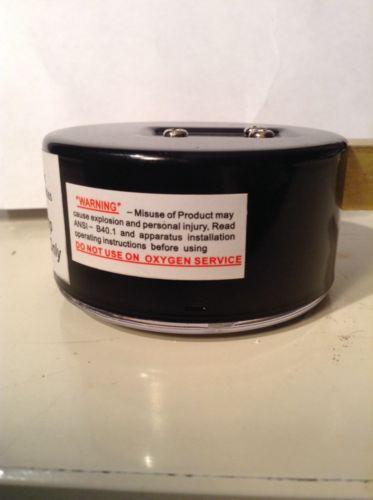 "WARNING" – Misuse of Product may
cause explosion and personal injury, Read
ANSI – B40.1 and apparatus installation
operating instructions before using
DO NOT USE ON OXYGEN SERVICE